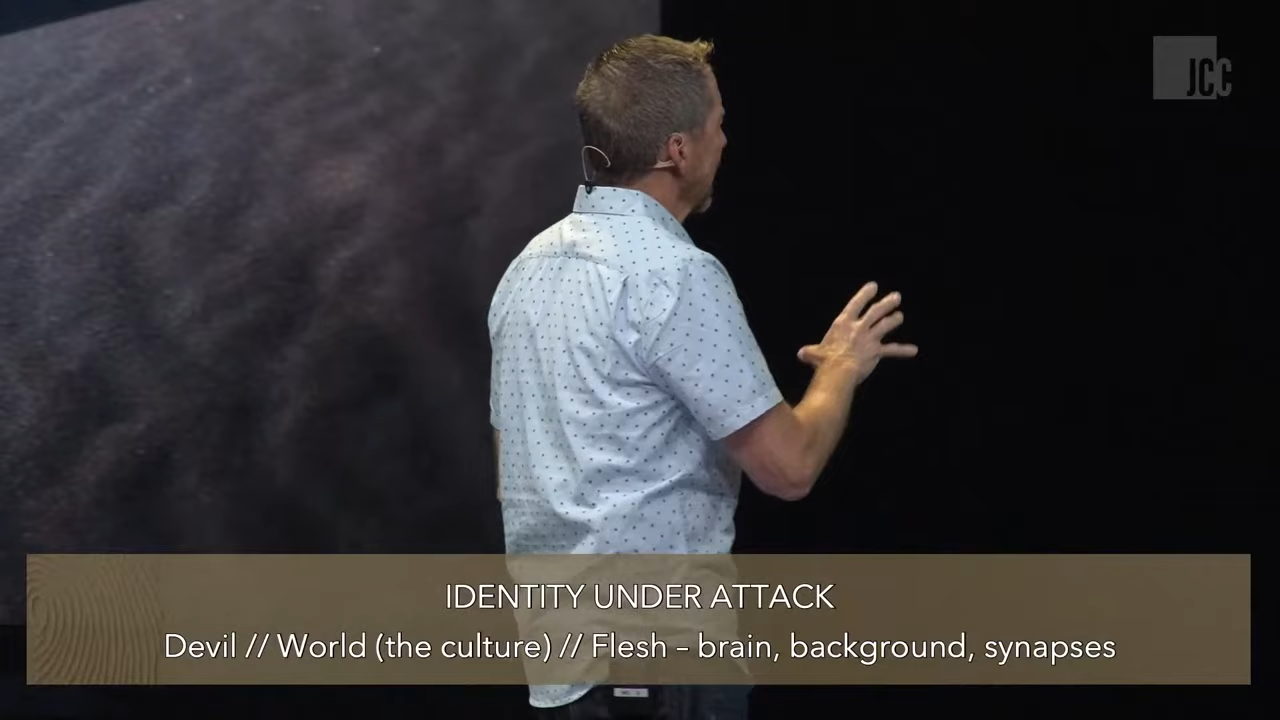 JCC
IDENTITY UNDER ATTACK
Devil // World (the culture) // Flesh – brain, background, synapses